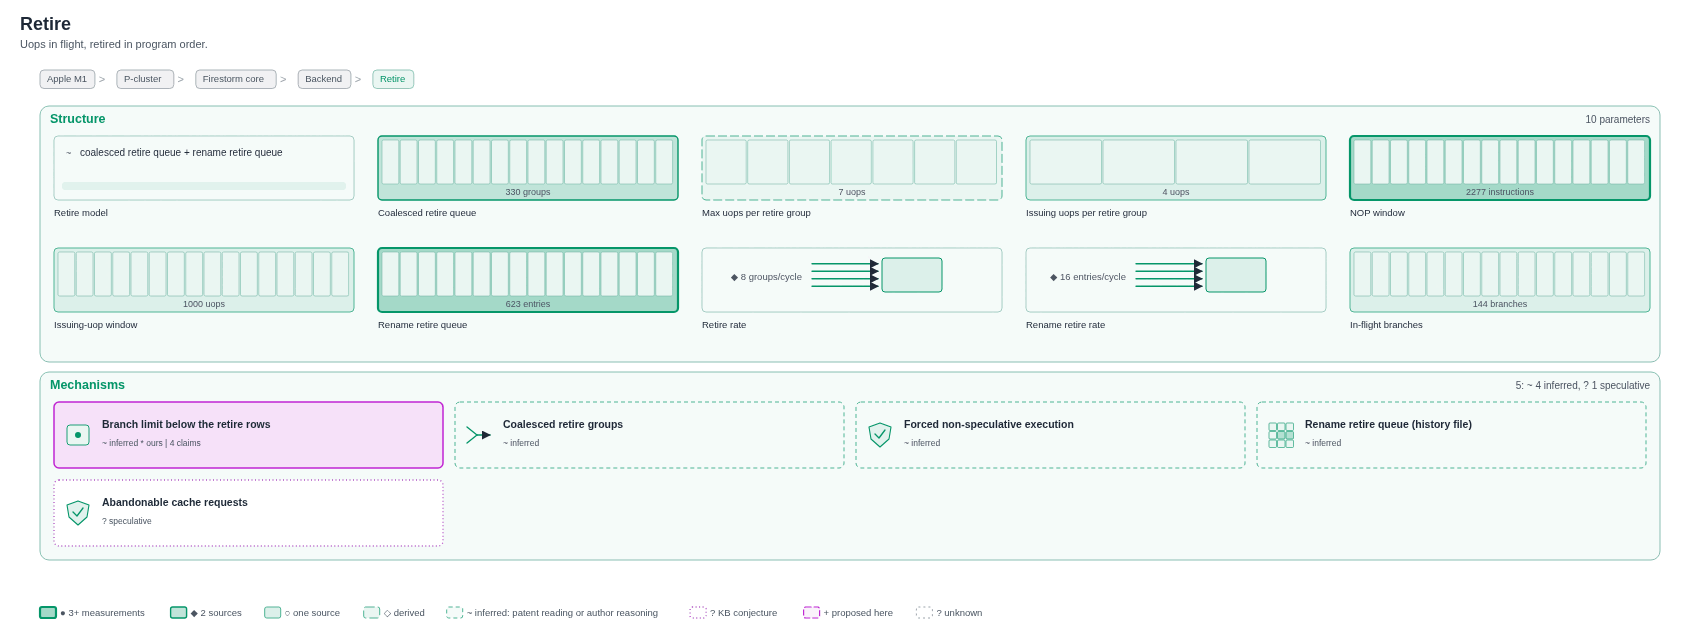 Retire
Uops in flight, retired in program order.
Apple M1 > P-cluster > Firestorm core > Backend > Retire
Structure
10 parameters
~ coalesced retire queue + rename retire queue
330 groups
7 uops
4 uops
2277 instructions
Retire model
Coalesced retire queue
Max uops per retire group
Issuing uops per retire group
NOP window
1000 uops
623 entries
◆ 8 groups/cycle
◆ 16 entries/cycle
144 branches
Issuing-uop window
Rename retire queue
Retire rate
Rename retire rate
In-flight branches
Mechanisms
5: ~ 4 inferred, ? 1 speculative
Branch limit below the retire rows
~ inferred * ours | 4 claims
Coalesced retire groups
~ inferred
Forced non-speculative execution
~ inferred
Rename retire queue (history file)
~ inferred
Abandonable cache requests
? speculative
● 3+ measurements
◆ 2 sources
○ one source
◇ derived
~ inferred: patent reading or author reasoning
? KB conjecture
+ proposed here
? unknown